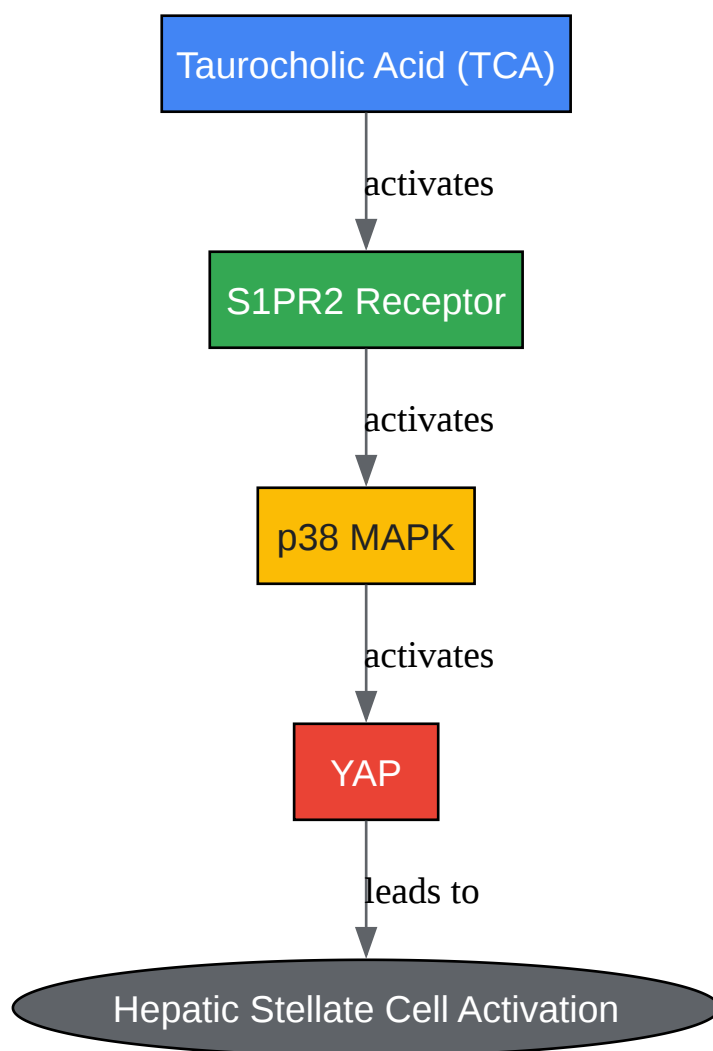 Taurocholic Acid (TCA)
activates
S1PR2 Receptor
activates
p38 MAPK
activates
YAP
leads to
Hepatic Stellate Cell Activation